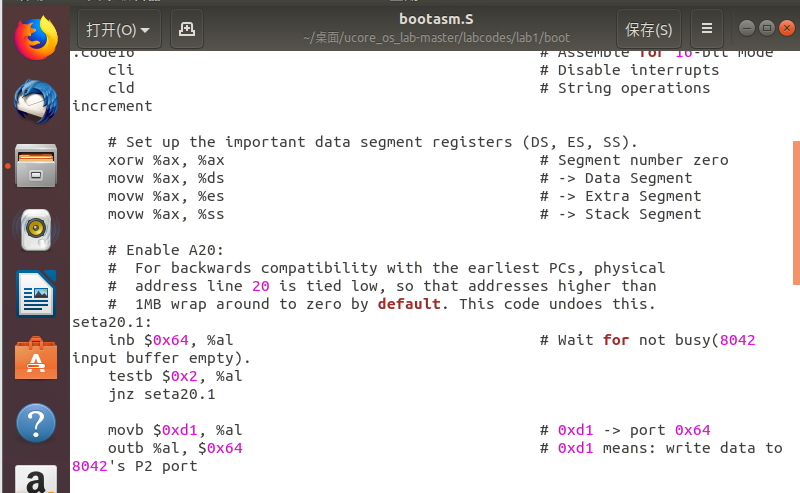 bootasm.S
打开(O)
~/桌面/ucore_os_lab-master/labcodes/lab1/boot
保存(S)
.code16 # Assemble for 16-bit mode
cli # Disable interrupts
cld # String operations
increment
# Set up the important data segment registers (DS, ES, SS).
xorw %ax, %ax # Segment number zero
movw %ax, %ds # -> Data Segment
movw %ax, %es # -> Extra Segment
movw %ax, %ss # -> Stack Segment
# Enable A20:
# For backwards compatibility with the earliest PCs, physical
# address line 20 is tied low, so that addresses higher than
# 1MB wrap around to zero by default. This code undoes this.
seta20.1:
inb $0x64, %al # Wait for not busy(8042
input buffer empty).
testb $0x2, %al
jnz seta20.1
movb $0xd1, %al # 0xd1 -> port 0x64
outb %al, $0x64 # 0xd1 means: write data to
8042's P2 port